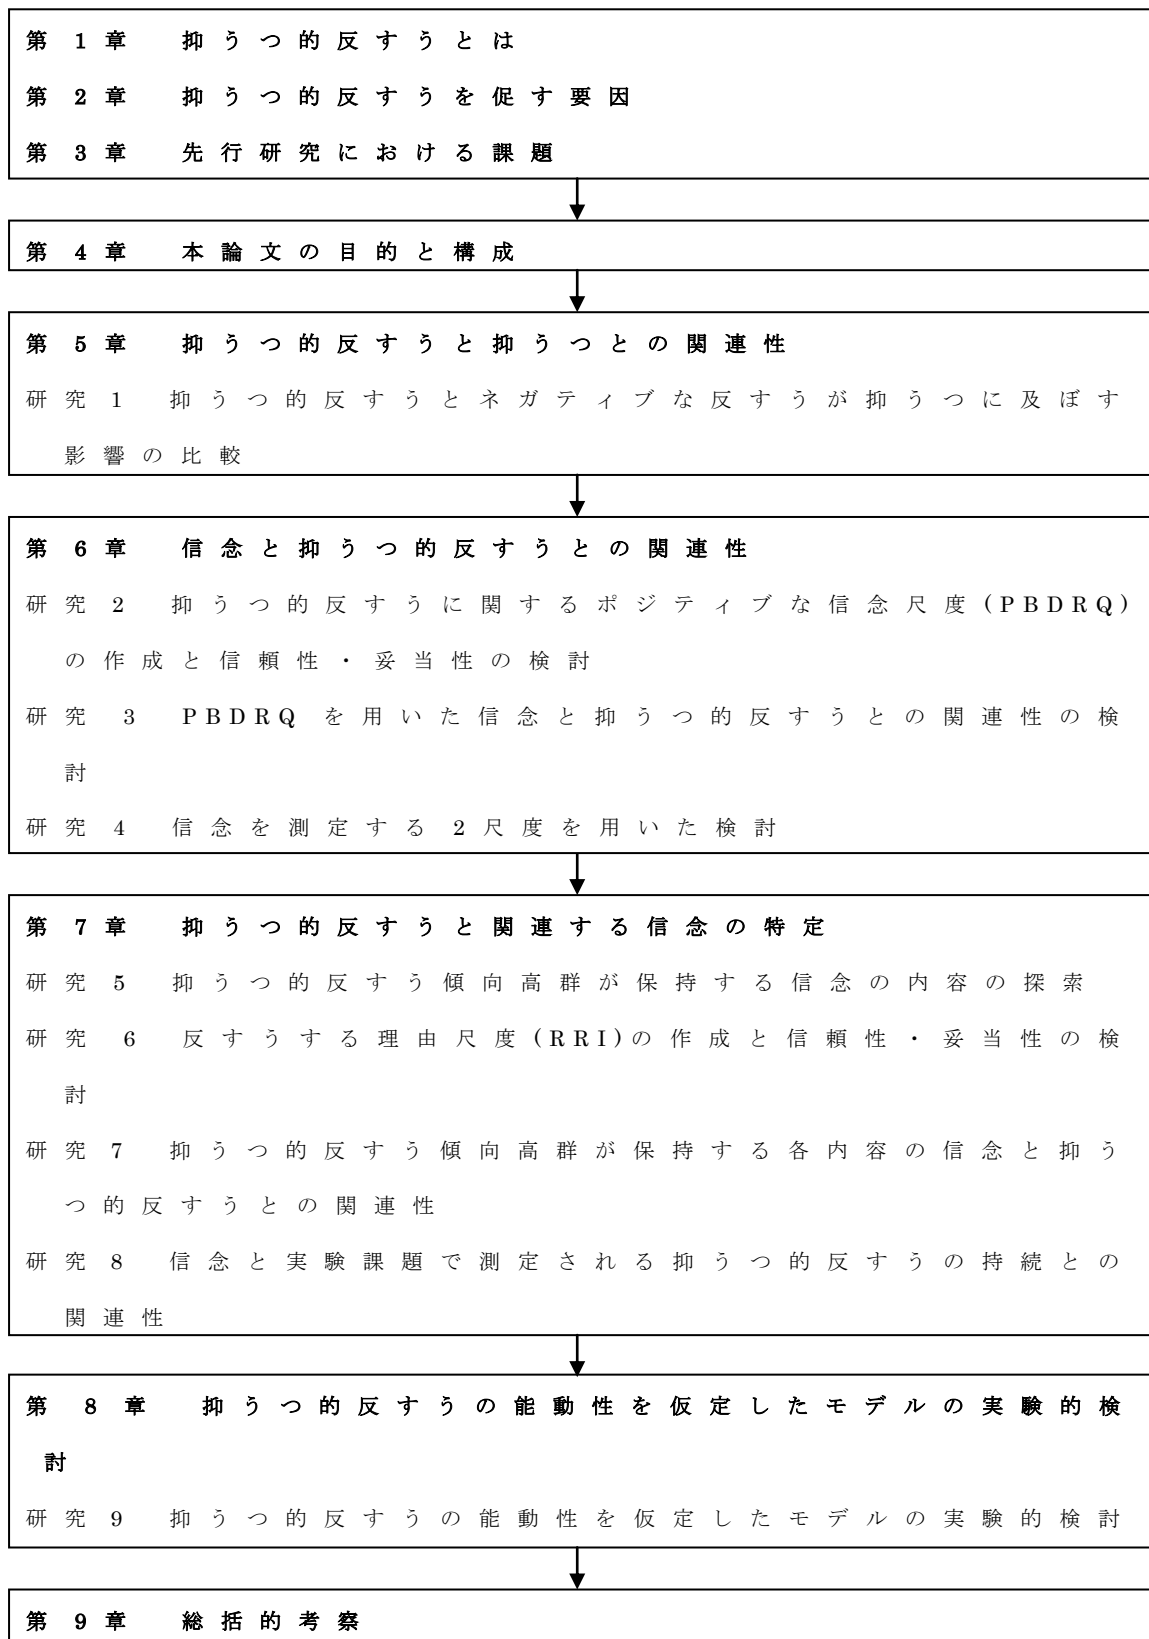 第 1 章 抑うつ的反すうとは
第 2 章 抑うつ的反すうを促す要因
第 3 章 先行研究における課題
第 4 章 本論文の目的と構成
第 5 章 抑うつ的反すうと抑うつとの関連性
研究 1 抑うつ的反すうとネガティブな反すうが抑うつに及ぼす
影響の比較
第 6 章 信念と抑うつ的反すうとの関連性
研究 2 抑うつ的反すうに関するポジティブな信念尺度(PBDRQ)
の作成と信頼性・妥当性の検討
研究 3 PBDRQ を用いた信念と抑うつ的反すうとの関連性の検
討
研究 4 信念を測定する 2 尺度を用いた検討
第 7 章 抑うつ的反すうと関連する信念の特定
研究 5 抑うつ的反すう傾向高群が保持する信念の内容の探索
研究 6 反すうする理由尺度(RRI)の作成と信頼性・妥当性の検
討
研究 7 抑うつ的反すう傾向高群が保持する各内容の信念と抑う
つ的反すうとの関連性
研究 8 信念と実験課題で測定される抑うつ的反すうの持続との
関連性
第 8 章 抑うつ的反すうの能動性を仮定したモデルの実験的検
討
研究 9 抑うつ的反すうの能動性を仮定したモデルの実験的検討
第 9 章 総括的考察